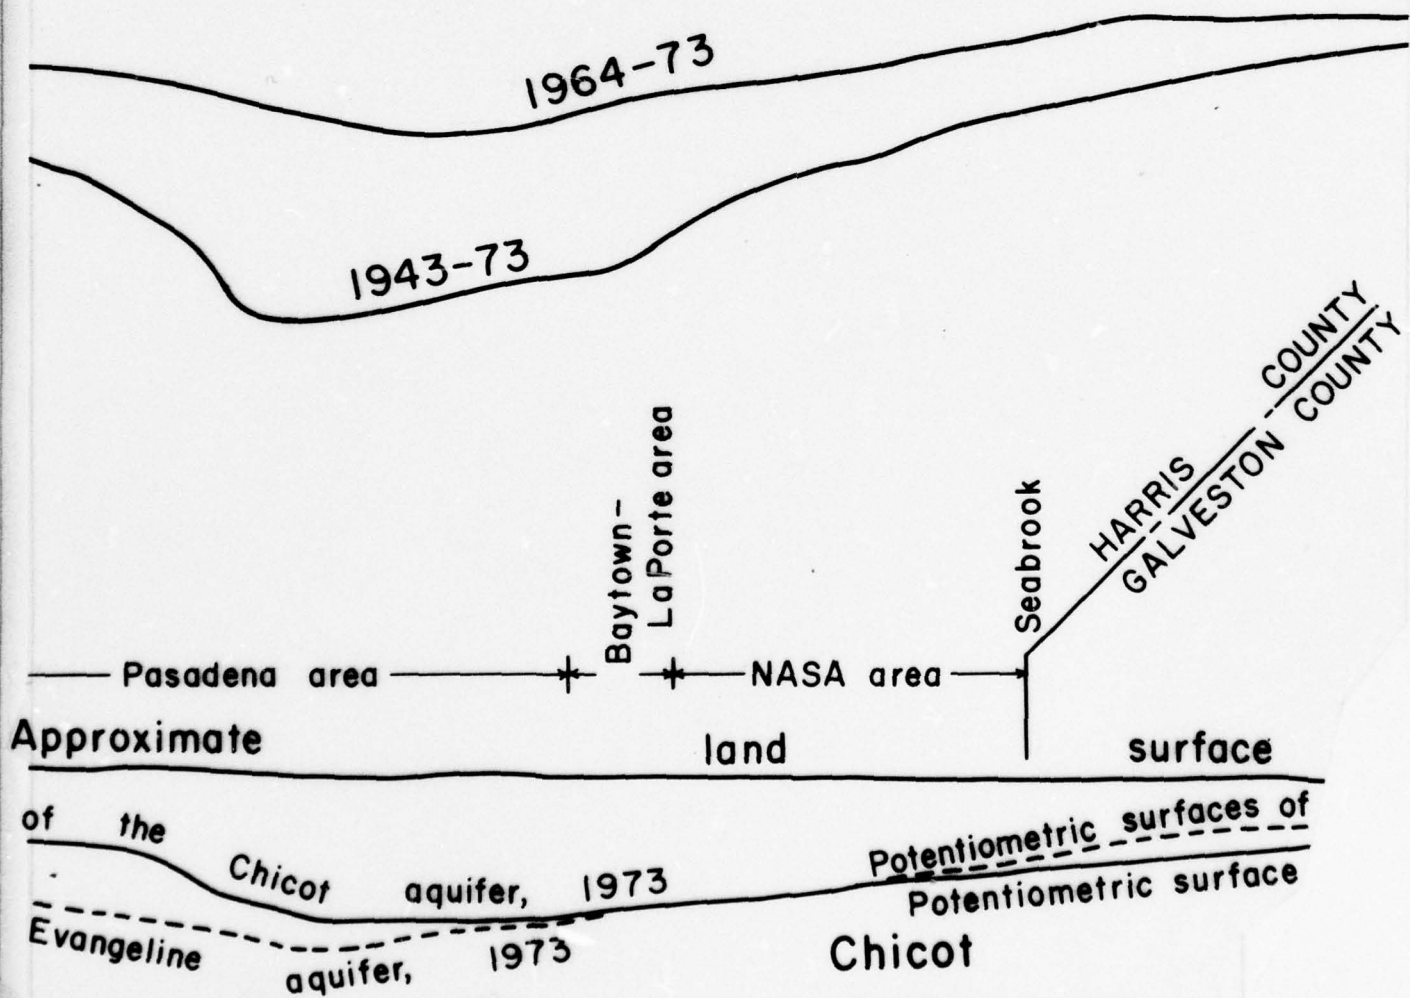 1964-73
1943-73
HARRIS COUNTY
GALVESTON COUNTY
Baytown-
LaPorte area
Seabrook
Pasadena area
NASA area
Approximate land surface
of the Chicot aquifer, 1973
Potentiometric surfaces of
Potentiometric surface
Evangeline aquifer, 1973
Chicot